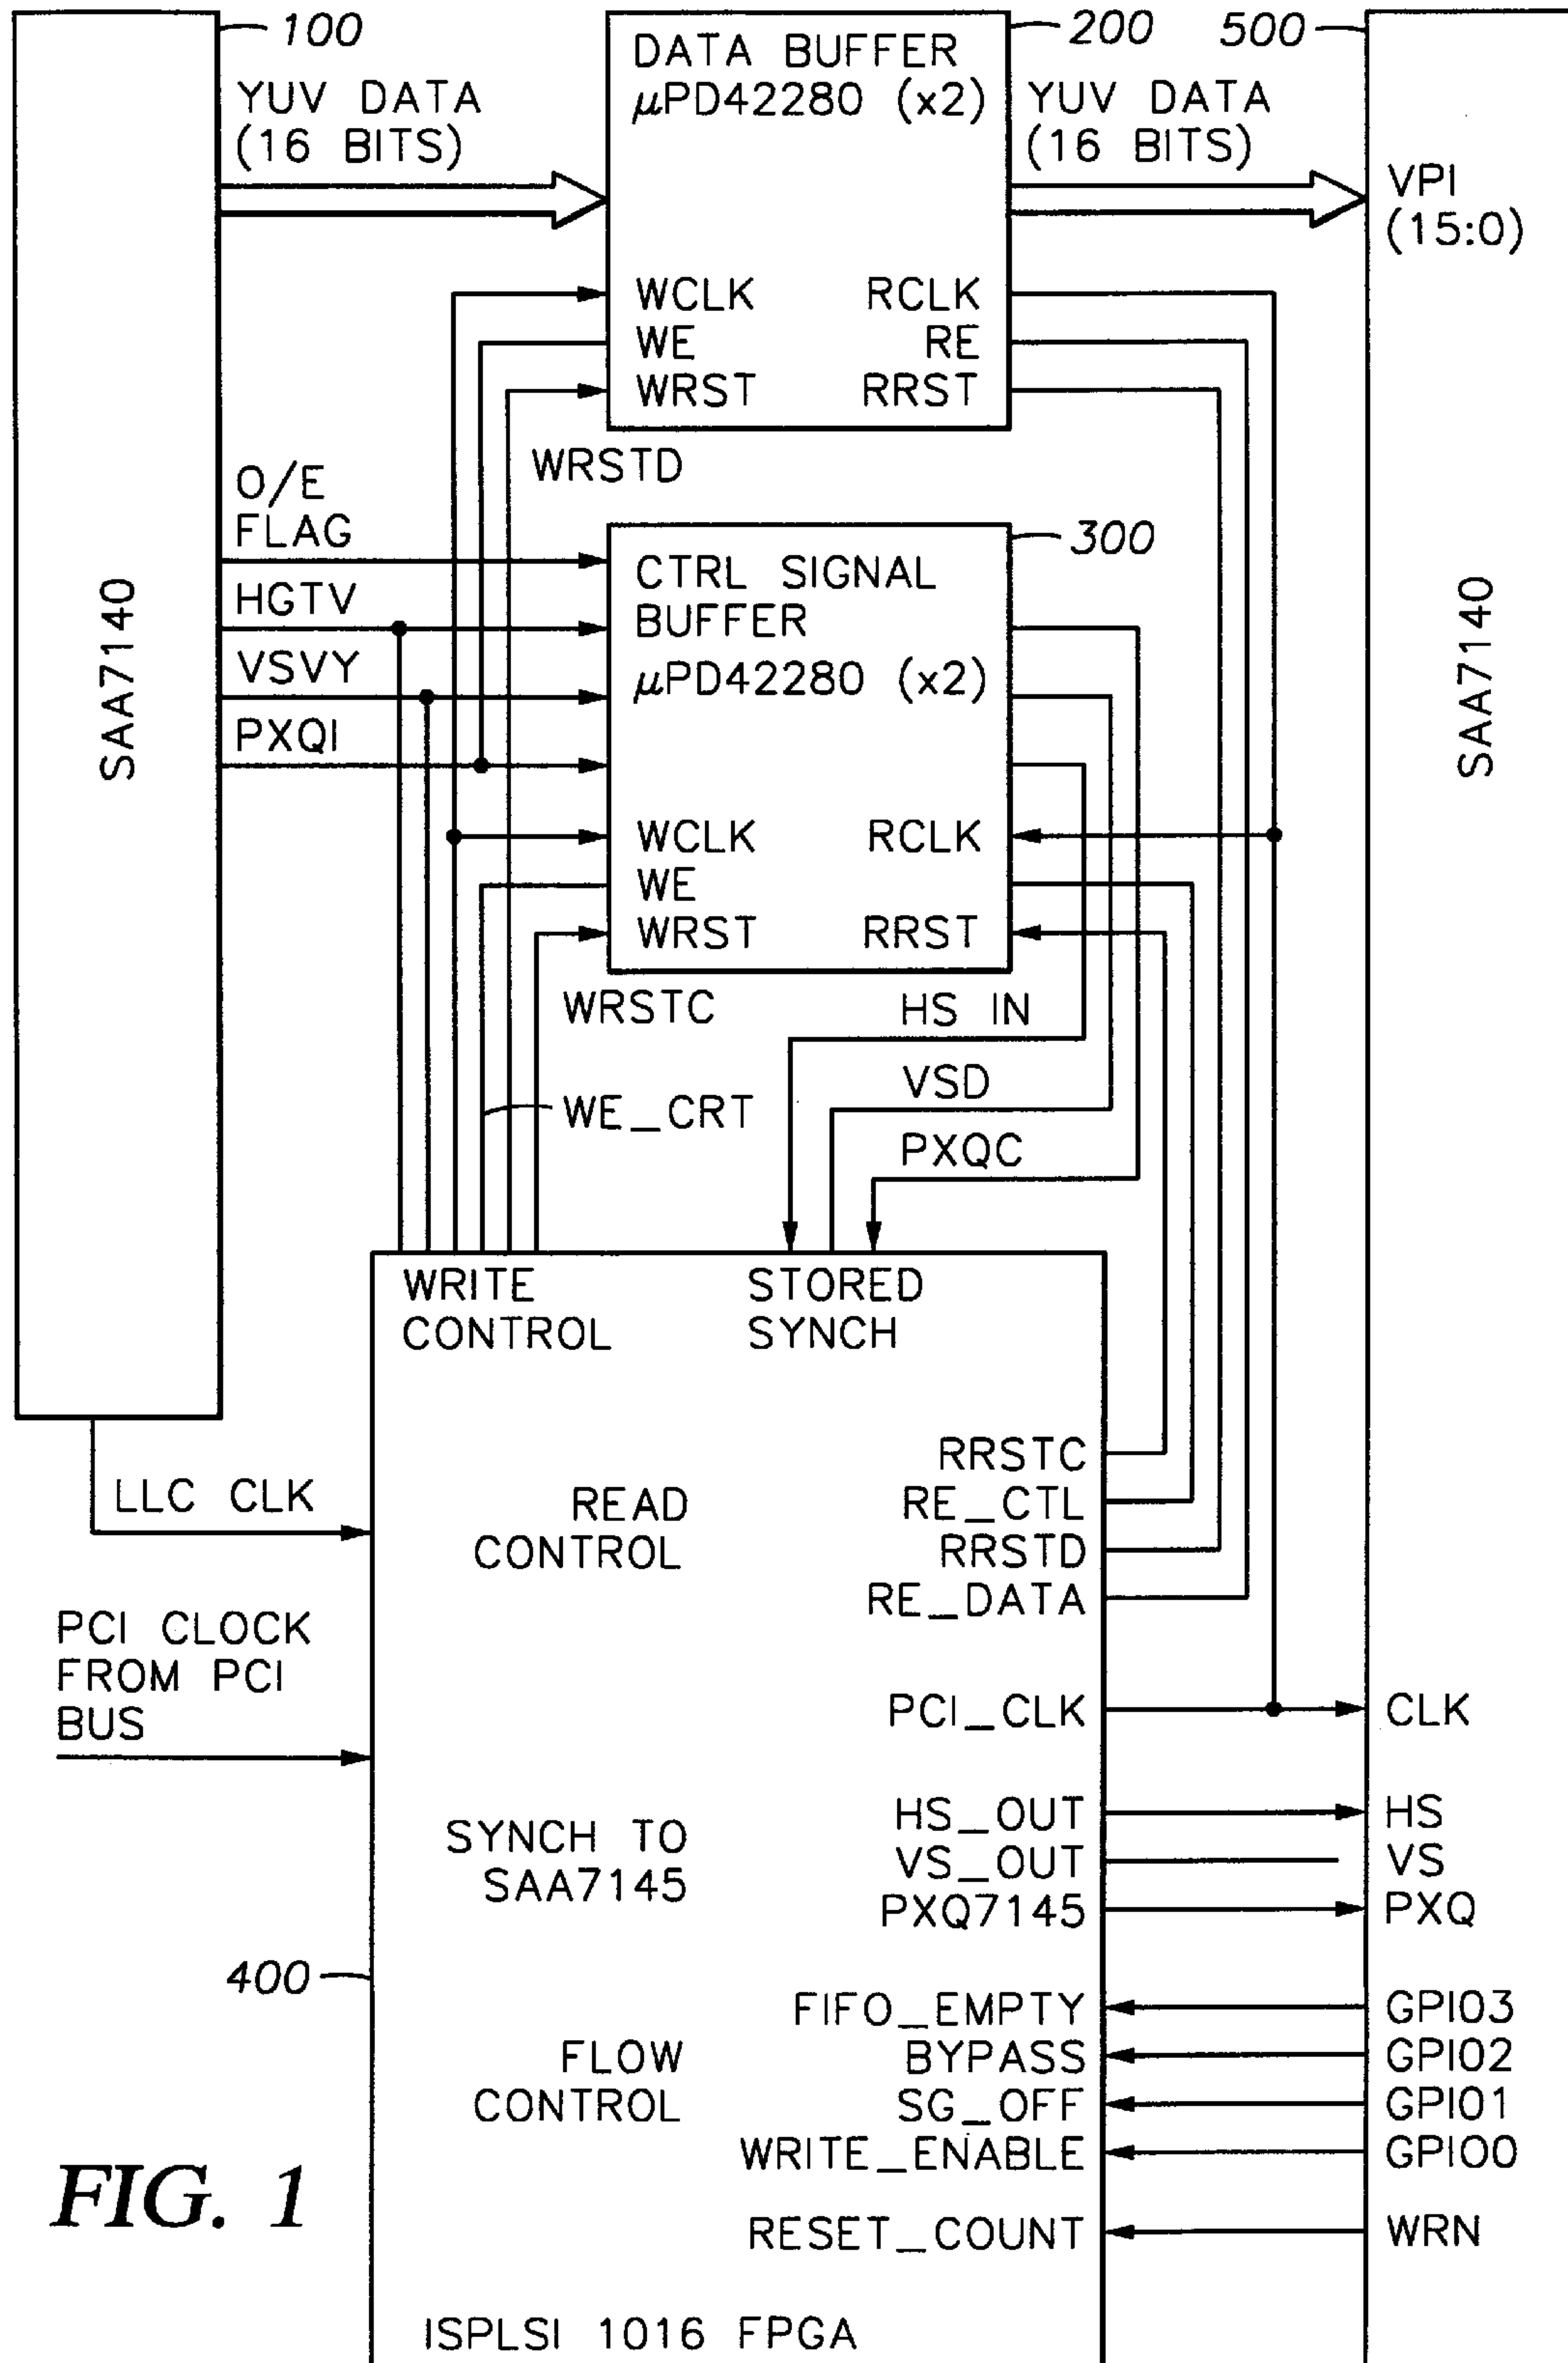 100
200
500
DATA BUFFER
µPD42280 (x2)
YUV DATA
(16 BITS)
YUV DATA
(16 BITS)
VPI
(15:0)
WCLK
RCLK
WE
RE
WRST
RRST
WRSTD
O/E
FLAG
HGTV
VSVY
PXQI
300
CTRL SIGNAL
BUFFER
µPD42280 (x2)
SAA7140
SAA7140
WCLK
RCLK
WE
WRST
RRST
WRSTC
HS IN
VSD
WE_CRT
PXQC
WRITE
CONTROL
STORED
SYNCH
LLC CLK
READ
CONTROL
RRSTC
RE_CTL
RRSTD
RE_DATA
PCI CLOCK
FROM PCI
BUS
PCI_CLK
CLK
SYNCH TO
SAA7145
HS_OUT
HS
VS_OUT
VS
PXQ7145
PXQ
400
FLOW
CONTROL
FIFO_EMPTY
GPIO3
BYPASS
GPIO2
SG_OFF
GPIO1
WRITE_ENABLE
GPIO0
RESET_COUNT
WRN
FIG. 1
ISPLSI 1016 FPGA